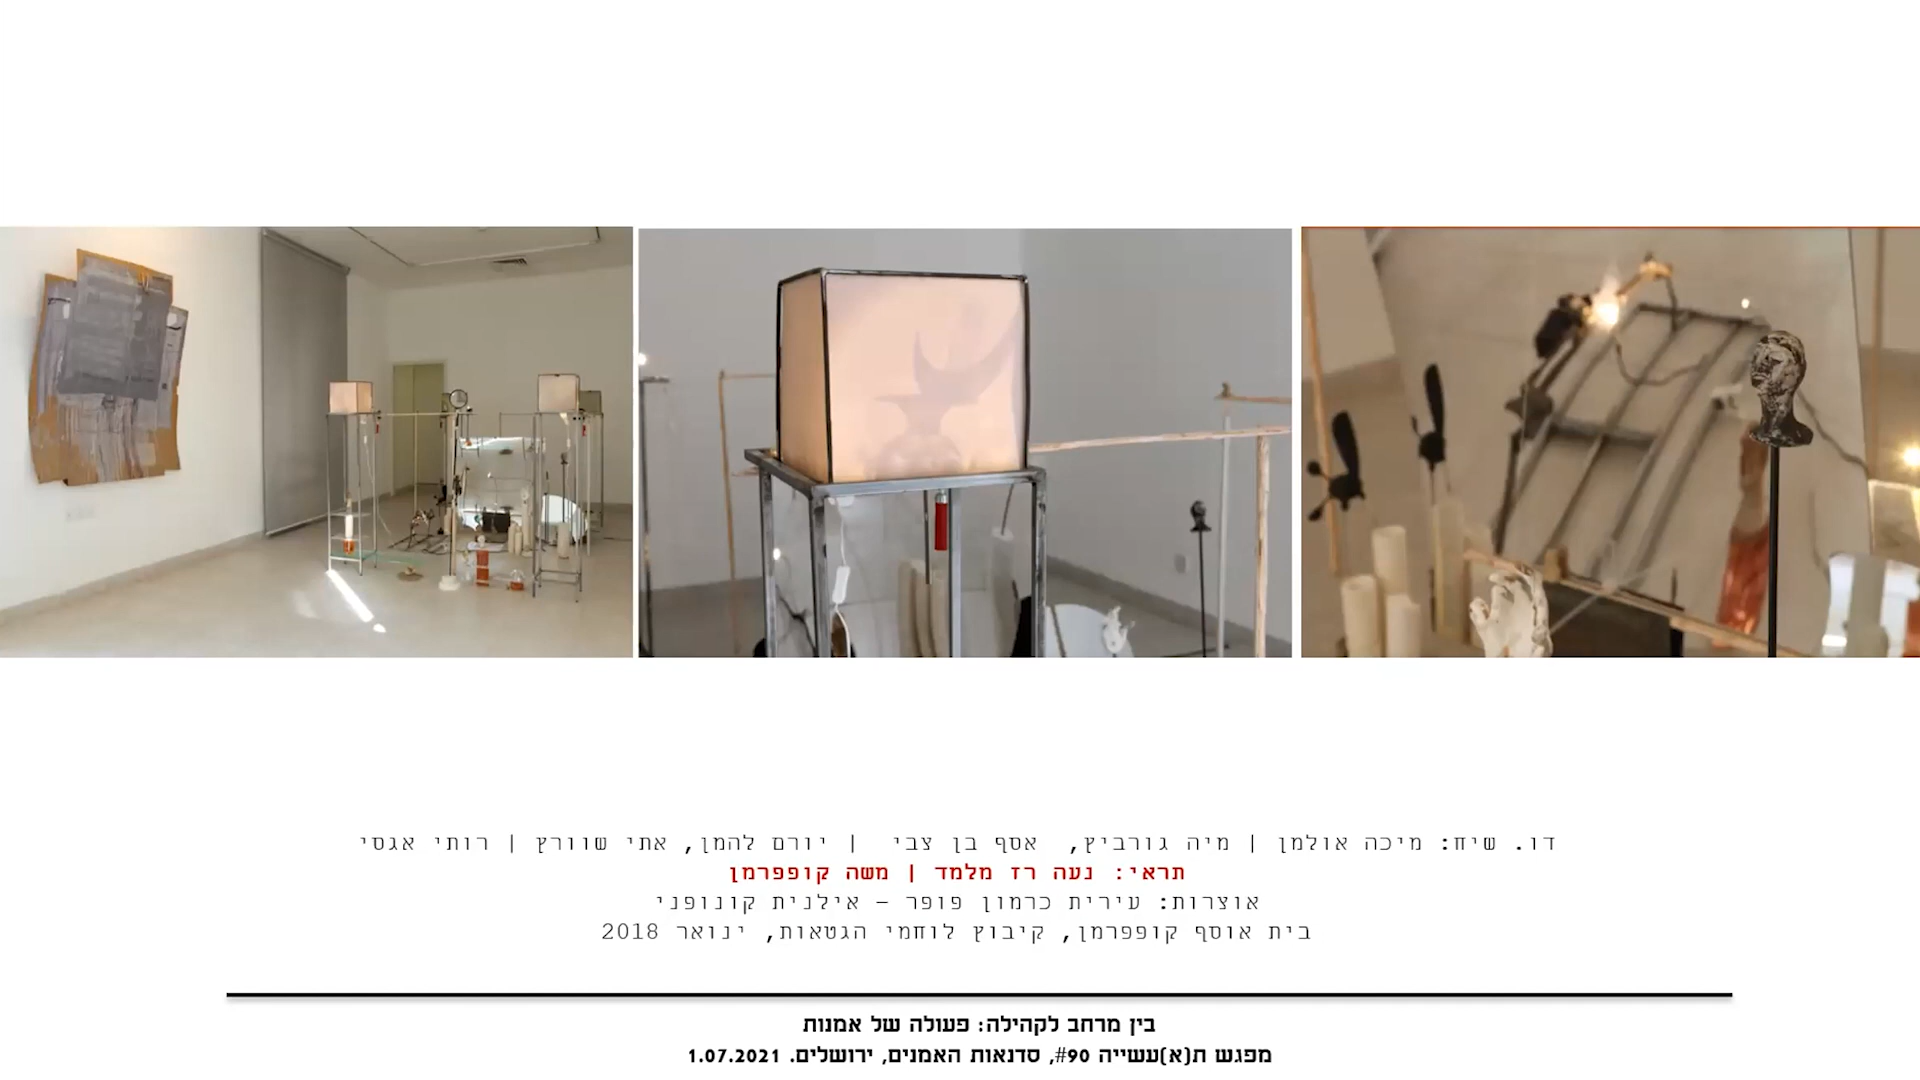 דו. שיח: מיכה אולמן | מיה גורביץ, אסף בן צבי | יורם להמן, אתי שוורץ | רותי אגסי
תראי: נעה רז מלמד | משה קופפרמן
אוצרות: עירית כרמון פופר – אילנית קונופני
בית אוסף קופפרמן, קיבוץ לוחמי הגטאות, ינואר 2018
בין מרחב לקהילה: פעולה של אמנות
מפגש ת(א)עשייה #90, סדנאות האמנים, ירושלים. 1.07.2021